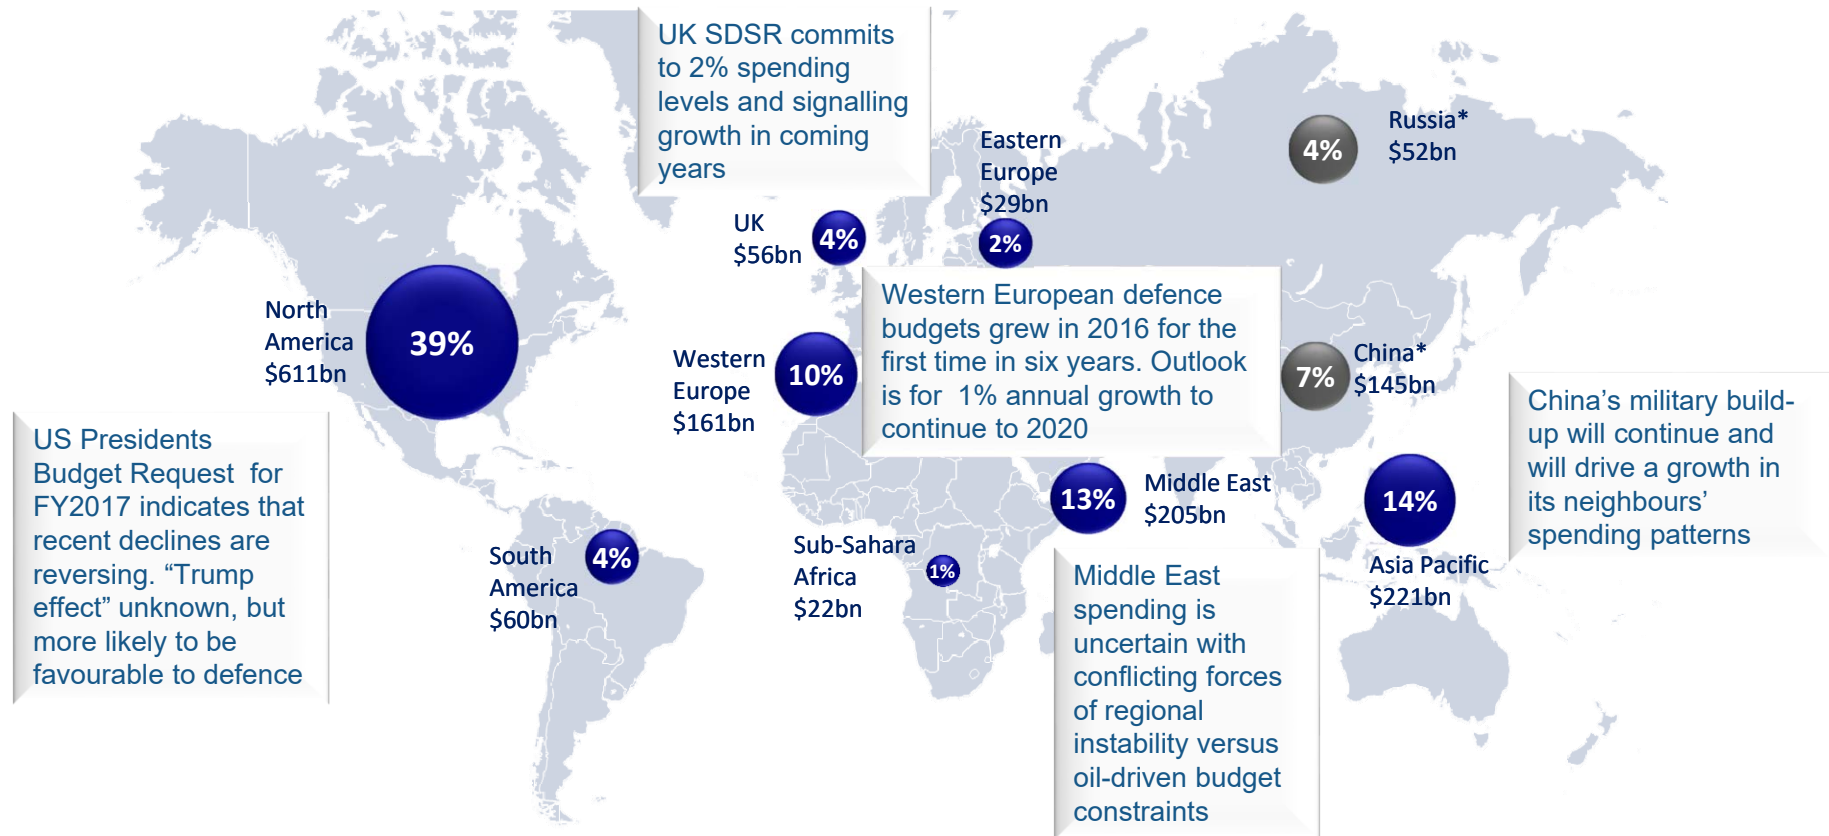 UK SDSR commits
to 2% spending
levels and signalling
growth in coming
years
Russia*
$52bn
4%
Eastern
Europe
$29bn
2%
UK
$56bn
4%
North
America
$611bn
39%
Western European defence
budgets grew in 2016 for the
first time in six years. Outlook
is for  1% annual growth to
continue to 2020
Western
Europe
$161bn
10%
China*
$145bn
7%
China’s military build-
up will continue and
will drive a growth in
its neighbours’
spending patterns
US Presidents
Budget Request  for
FY2017 indicates that
recent declines are
reversing. “Trump
effect” unknown, but
more likely to be
favourable to defence
13%
Middle East
$205bn
14%
Asia Pacific
$221bn
South
America
$60bn
4%
Sub-Sahara
Africa
$22bn
1%
Middle East
spending is
uncertain with
conflicting forces
of regional
instability versus
oil-driven budget
constraints